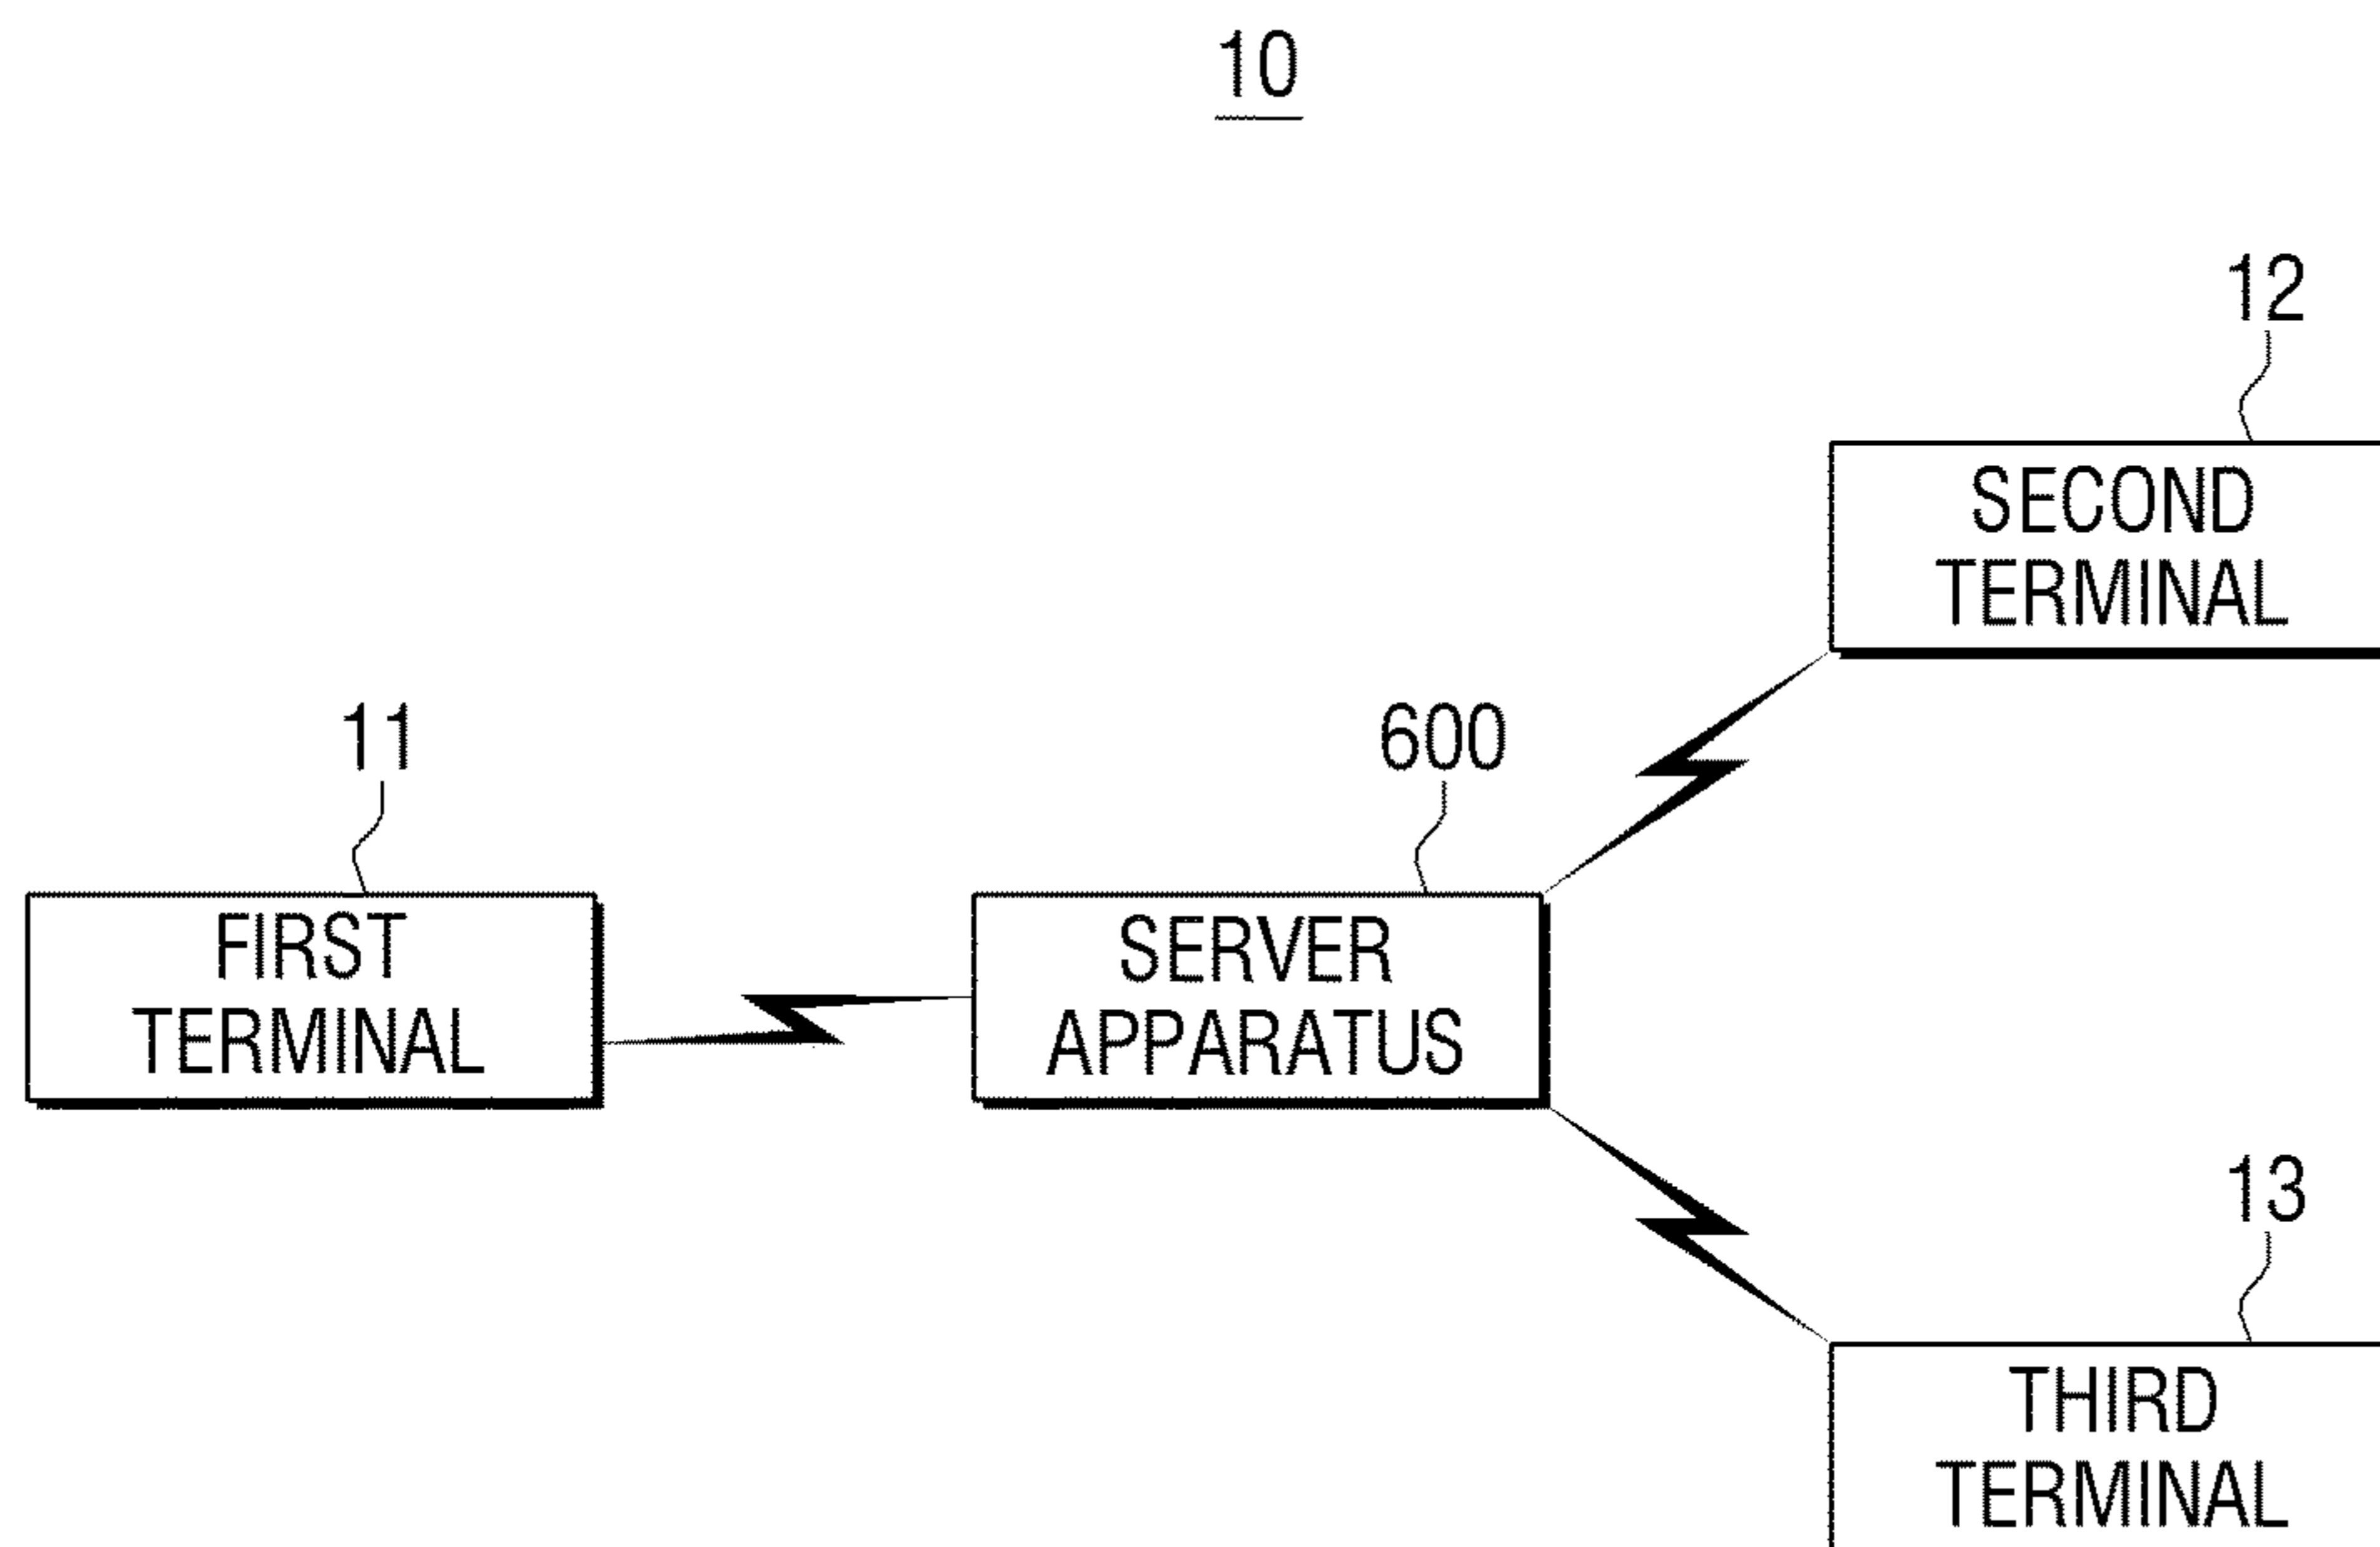 10
12
SECOND
TERMINAL
11
600
FIRST
TERMINAL
SERVER
APPARATUS
13
THIRD
TERMINAL